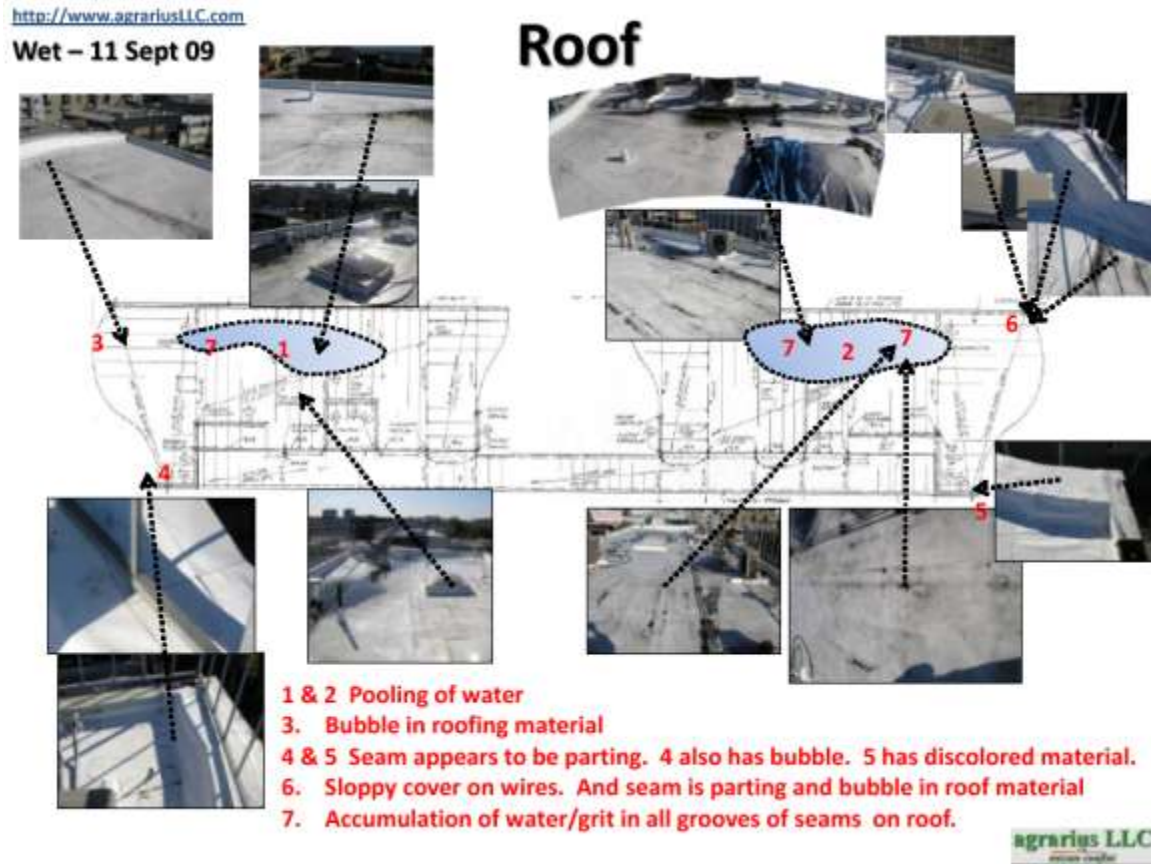 http://www.agrariusLLC.com
Wet – 11 Sept 09
Roof
3
7
1
7
2
7
6
4
5
1 & 2 Pooling of water
3. Bubble in roofing material
4 & 5 Seam appears to be parting. 4 also has bubble. 5 has discolored material.
6. Sloppy cover on wires. And seam is parting and bubble in roof material
7. Accumulation of water/grit in all grooves of seams on roof.
agrarius LLC